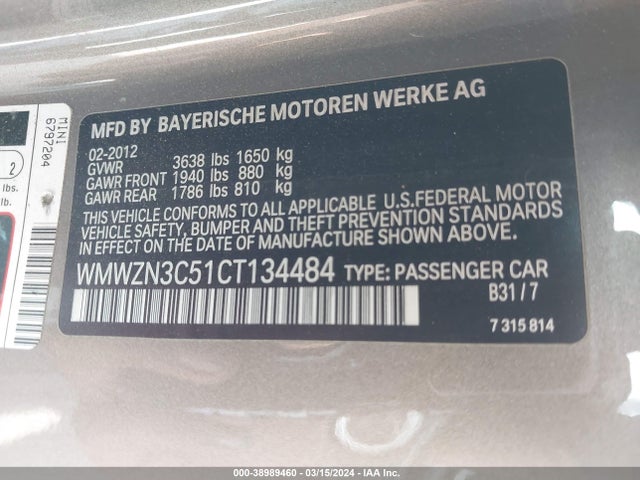 MFD BY BAYERISCHE MOTOREN WERKE AG
02-2012
GVWR 3638 lbs 1650 kg
GAWR FRONT 1940 lbs 880 kg
GAWR REAR 1786 lbs 810 kg
THIS VEHICLE CONFORMS TO ALL APPLICABLE U.S.FEDERAL MOTOR
VEHICLE SAFETY, BUMPER AND THEFT PREVENTION STANDARDS
IN EFFECT ON THE DATE OF MANUFACTURE SHOWN ABOVE.
WMWZN3C51CT134484 TYPE: PASSENGER CAR
B31 / 7
7 315 814
MINI
6797204
2
lbs.
lb.
000-38989460 - 03/15/2024 - IAA Inc.